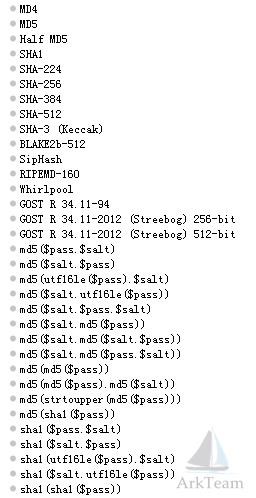 MD4
MD5
Half MD5
SHA1
SHA-224
SHA-256
SHA-384
SHA-512
SHA-3 (Keccak)
BLAKE2b-512
SipHash
RIPEMD-160
Whirlpool
GOST R 34.11-94
GOST R 34.11-2012 (Streebog) 256-bit
GOST R 34.11-2012 (Streebog) 512-bit
md5($pass.$salt)
md5($salt.$pass)
md5(utf16le($pass).$salt)
md5($salt.utf16le($pass))
md5($salt.$pass.$salt)
md5($salt.md5($pass))
md5($salt.md5($salt.$pass))
md5($salt.md5($pass.$salt))
md5(md5($pass))
md5(md5($pass).md5($salt))
md5(strtoupper(md5($pass)))
md5(sha1($pass))
sha1($pass.$salt)
sha1($salt.$pass)
sha1(utf16le($pass).$salt)
sha1($salt.utf16le($pass))
sha1(sha1($pass))
ArkTeam